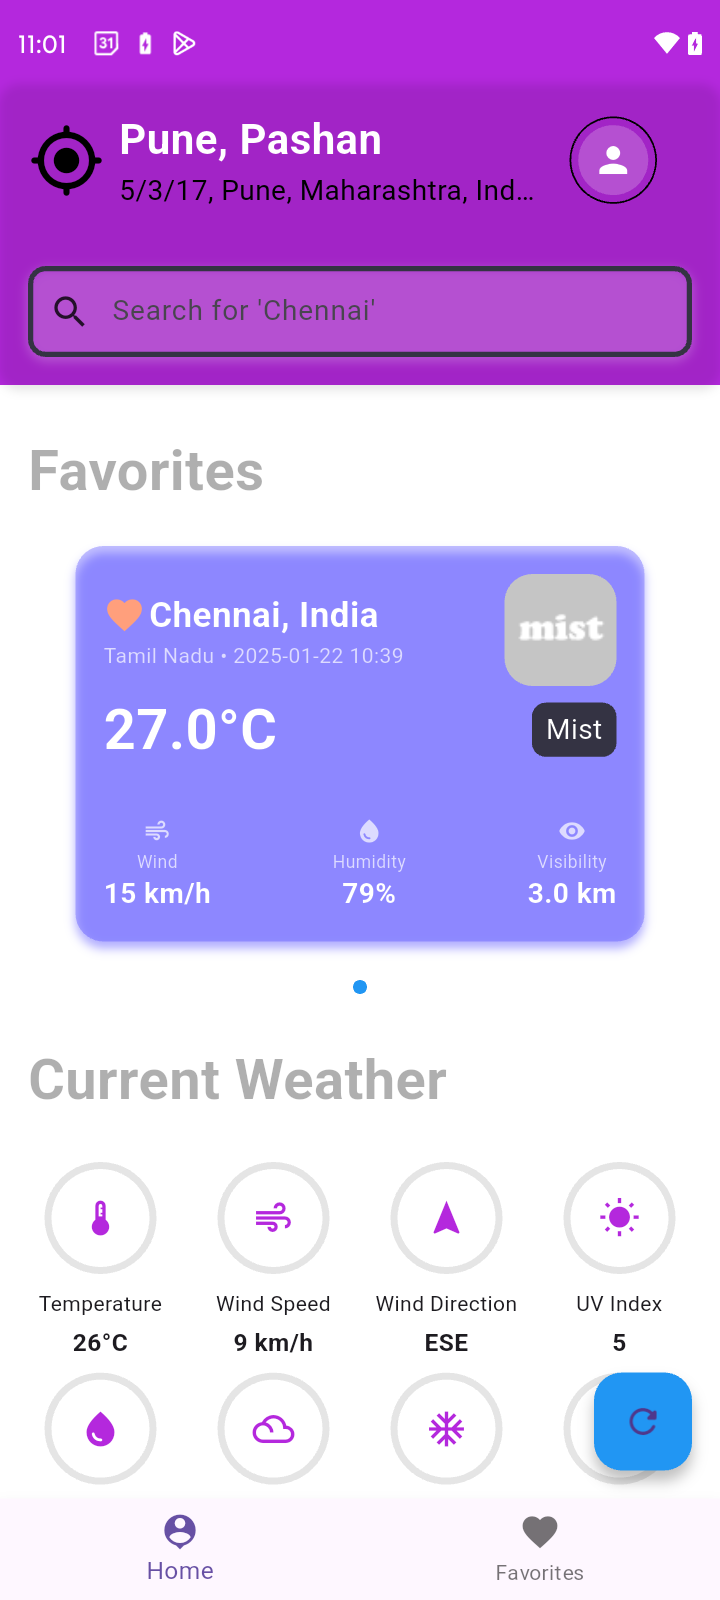 11:01
31
Pune, Pashan
5/3/17, Pune, Maharashtra, Ind...
Search for 'Chennai'
Favorites
Chennai, India
Tamil Nadu • 2025-01-22 10:39
mist
27.0°C
Mist
Wind
Humidity
Visibility
15 km/h
79%
3.0 km
Current Weather
Temperature
Wind Speed
Wind Direction
UV Index
26°C
9 km/h
ESE
5
Home
Favorites